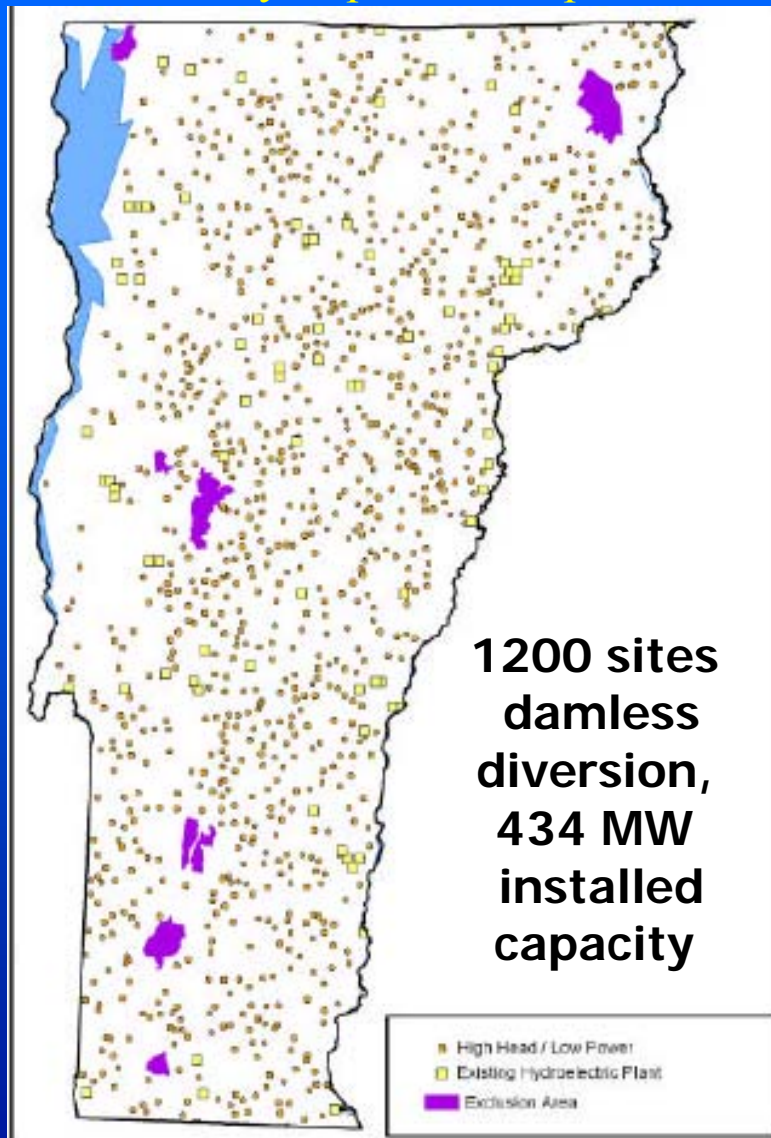 1200 sites
damless
diversion,
434 MW
installed
capacity
High Head / Low Power
Existing Hydroelectric Plant
Exclusion Area